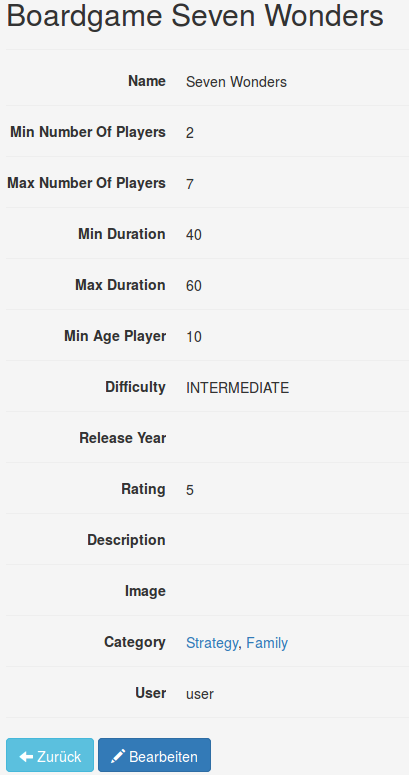 Boardgame Seven Wonders
Name Seven Wonders
Min Number Of Players 2
Max Number Of Players 7
Min Duration 40
Max Duration 60
Min Age Player 10
Difficulty INTERMEDIATE
Release Year
Rating 5
Description
Image
Category Strategy, Family
User user
Zurück Bearbeiten